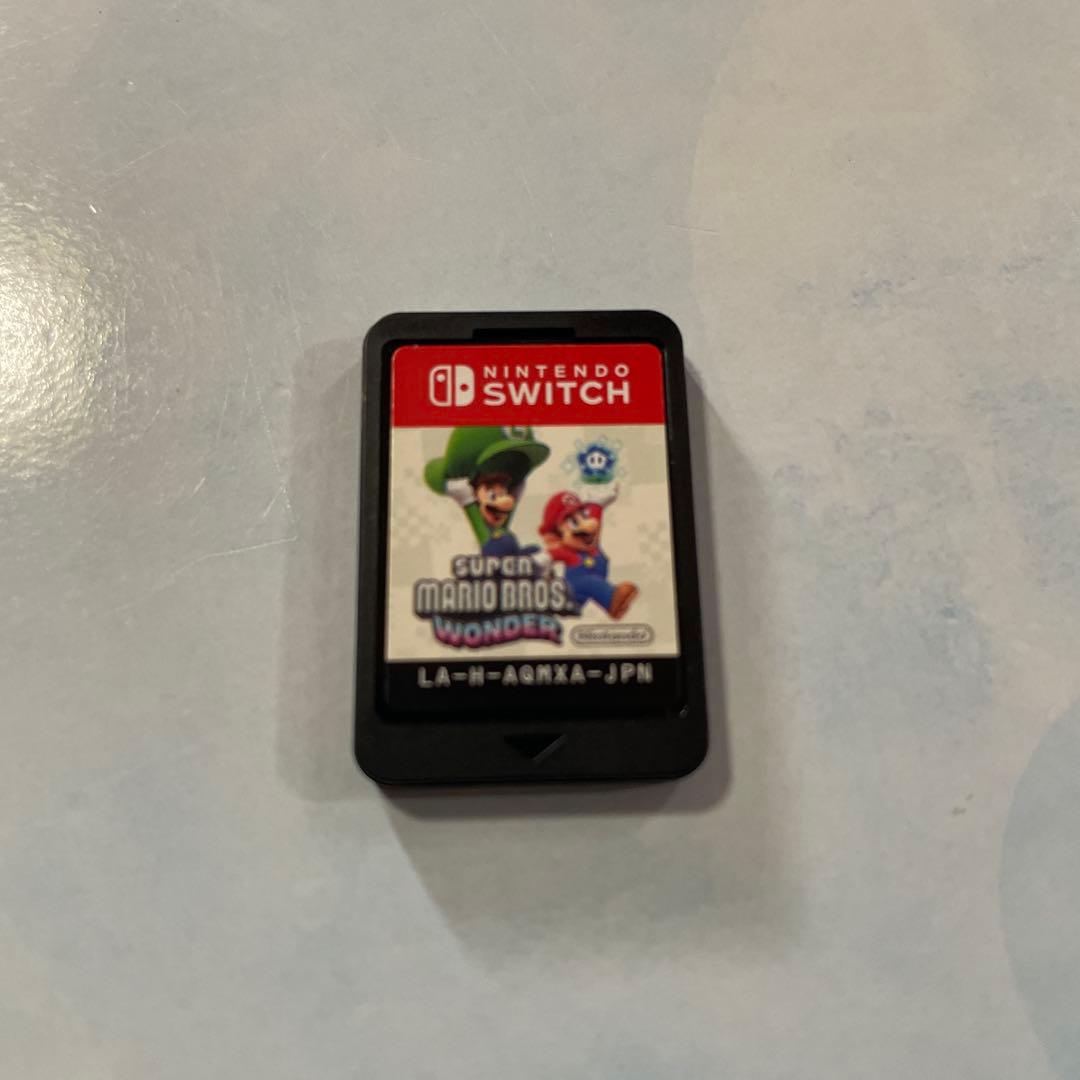 NINTENDO
SWITCH
L
SUPER
MARIO BROS.
WONDER
Nintendo
LA-H-AQMXA-JPN